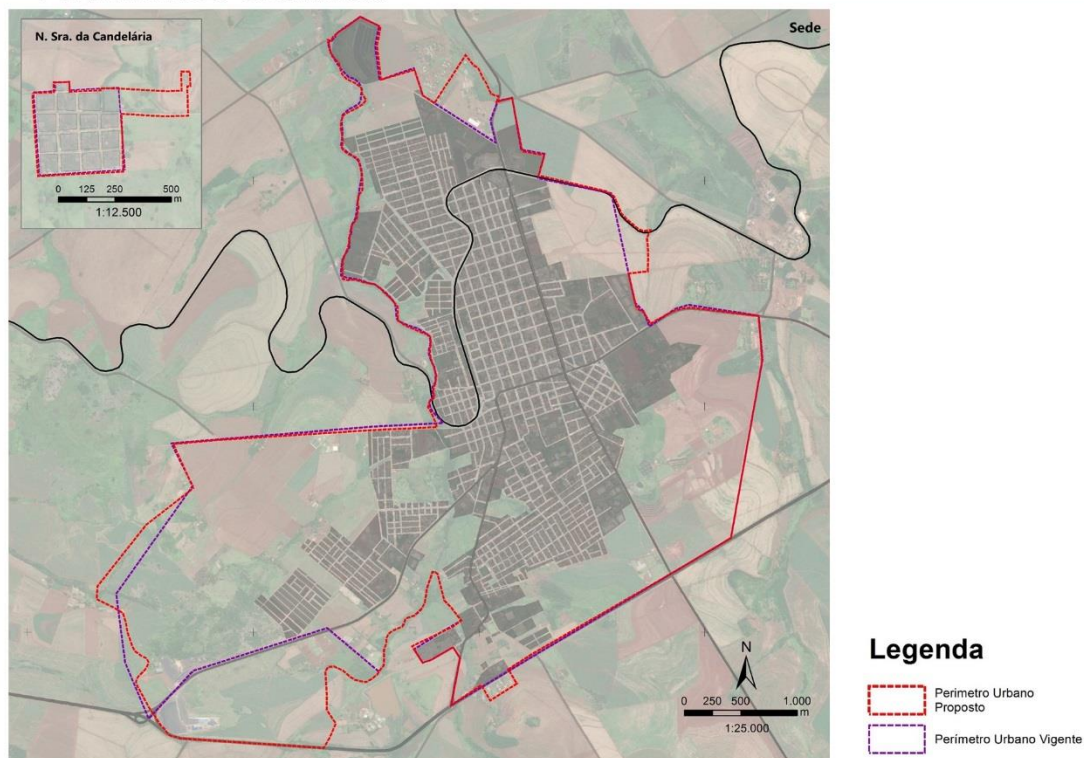 N. Sra. da Candelária
0 125 250 500
m
1:12.500
Sede
N
0 250 500 1.000
m
1:25.000
Legenda
Perimetro Urbano
Proposto
Perímetro Urbano Vigente